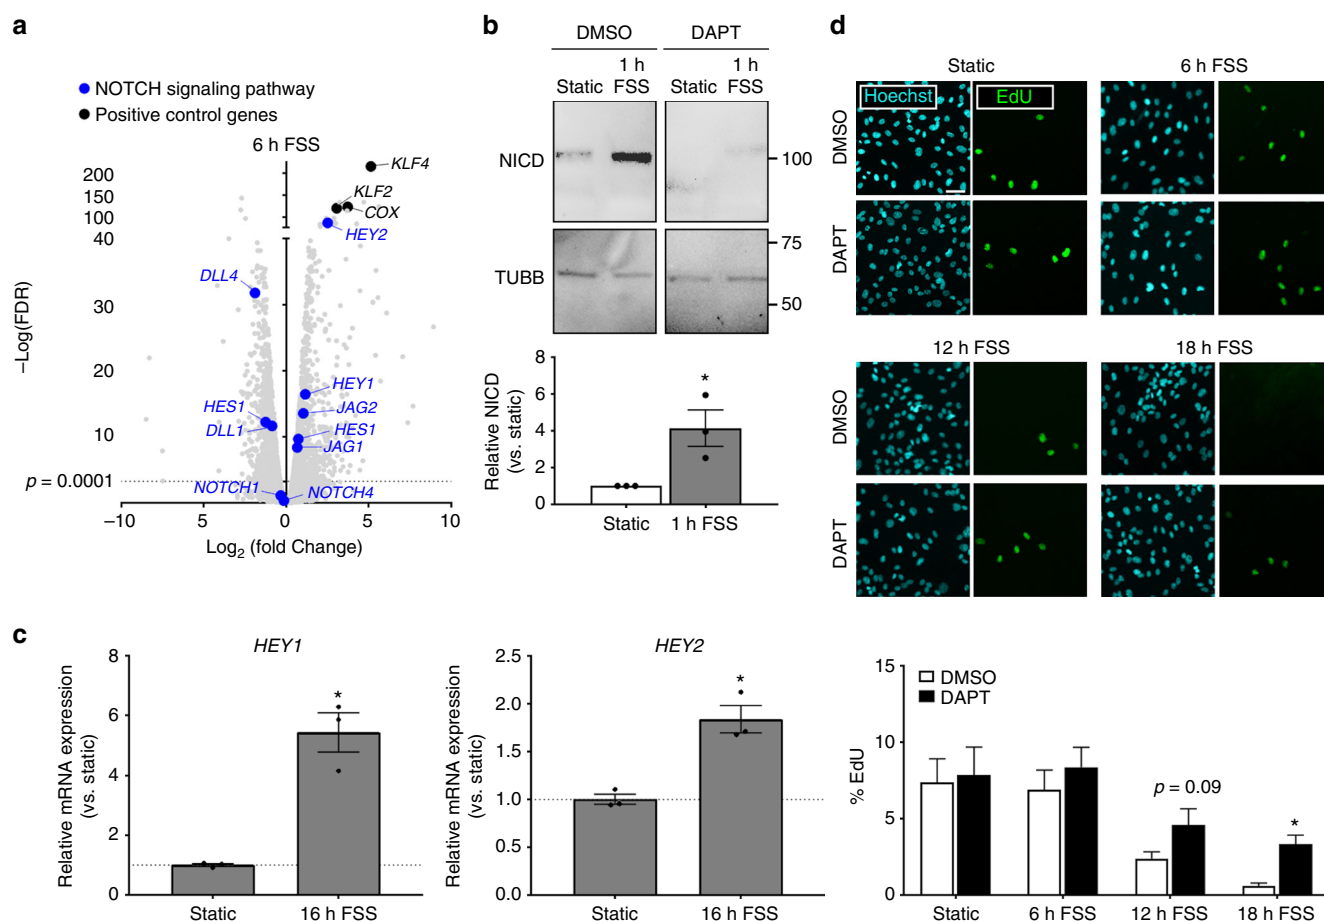 a
NOTCH signaling pathway
Positive control genes
6 h FSS
200
150
100
40
30
20
10
–Log(FDR)
KLF4
KLF2
COX
HEY2
DLL4
HEY1
HES1
JAG2
DLL1
HES1
JAG1
p = 0.0001
NOTCH1
NOTCH4
–10
–5
0
5
10
Log2 (fold Change)
b
DMSO
DAPT
Static
1 h
FSS
Static
1 h
FSS
NICD
100
TUBB
75
50
8
6
4
2
0
Relative NICD
(vs. static)
*
Static
1 h FSS
d
Static
6 h FSS
Hoechst
EdU
DMSO
DAPT
12 h FSS
18 h FSS
DMSO
DAPT
15
10
5
0
% EdU
DMSO
DAPT
p = 0.09
*
Static
6 h FSS
12 h FSS
18 h FSS
c
HEY1
8
6
4
2
0
Relative mRNA expression
(vs. static)
*
Static
16 h FSS
HEY2
2.5
2.0
1.5
1.0
0.5
0.0
Relative mRNA expression
(vs. static)
*
Static
16 h FSS